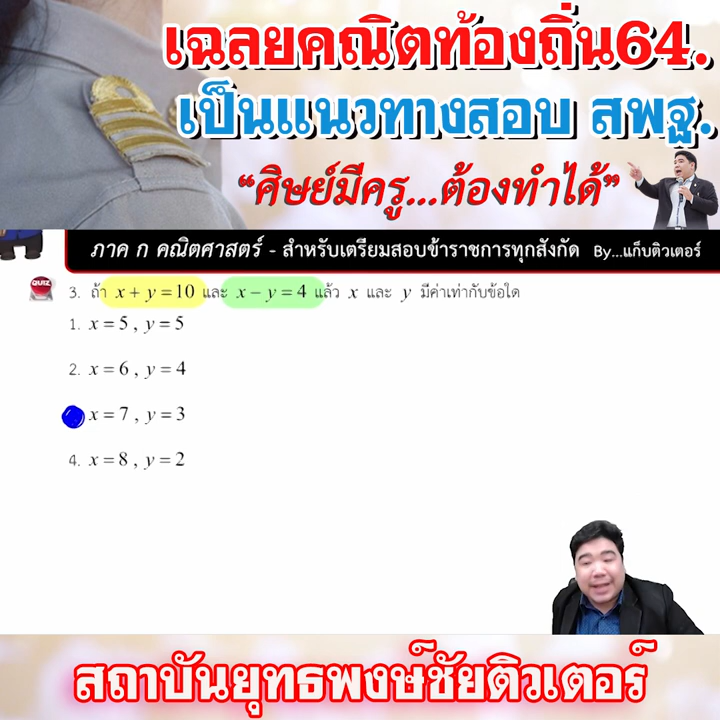 เฉลยคณิตท้องถิ่น64.
เป็นแนวทางสอบ สพฐ.
“ศิษย์มีครู...ต้องทำได้”
ภาค ก คณิตศาสตร์ - สำหรับเตรียมสอบข้าราชการทุกสังกัด By...แก็บติวเตอร์
QUIZ
3. ถ้า x + y = 10 และ x − y = 4 แล้ว x และ y มีค่าเท่ากับข้อใด
1. x = 5 , y = 5
2. x = 6 , y = 4
x = 7 , y = 3
4. x = 8 , y = 2
สถาบันยุทธพงษ์ชัยติวเตอร์